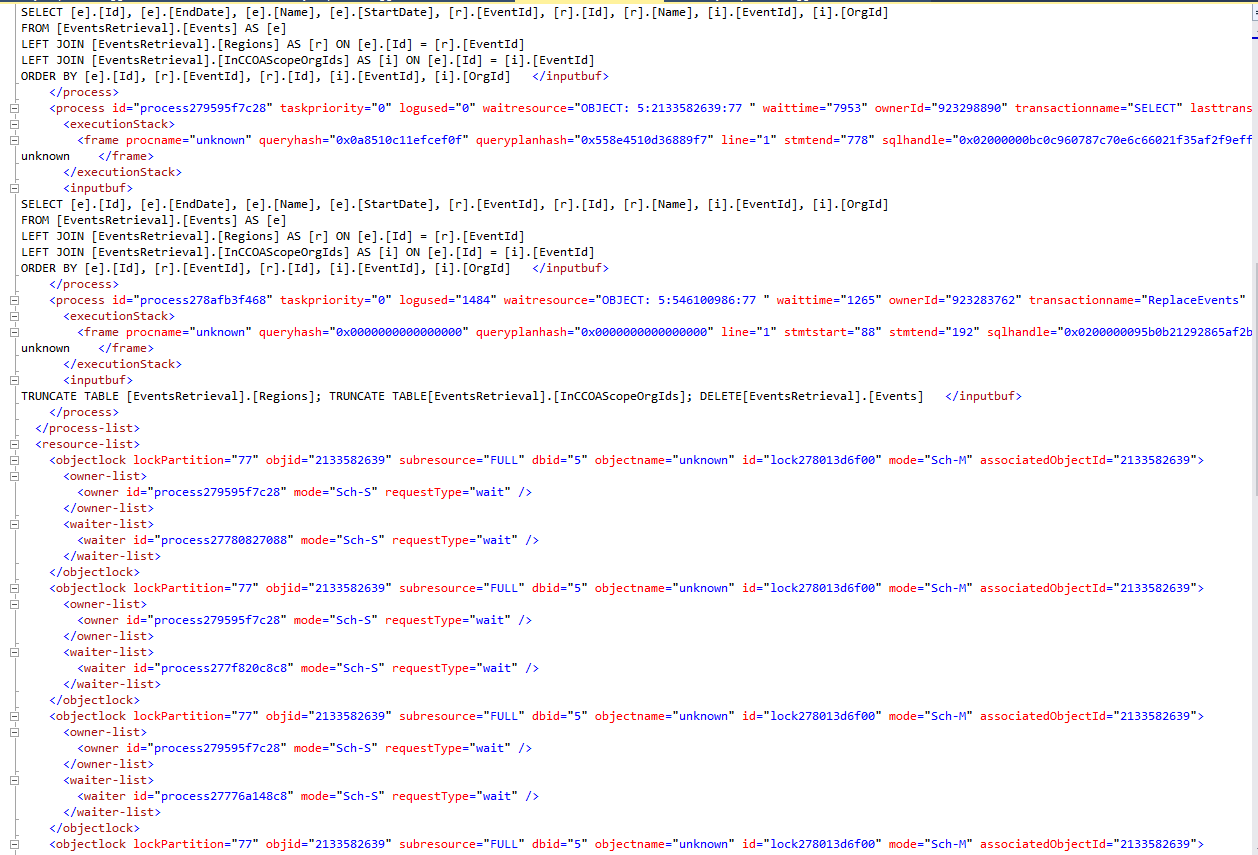 SELECT [e].[Id], [e].[EndDate], [e].[Name], [e].[StartDate], [r].[EventId], [r].[Id], [r].[Name], [i].[EventId], [i].[OrgId]
FROM [EventsRetrieval].[Events] AS [e]
LEFT JOIN [EventsRetrieval].[Regions] AS [r] ON [e].[Id] = [r].[EventId]
LEFT JOIN [EventsRetrieval].[InCCOAScopeOrgIds] AS [i] ON [e].[Id] = [i].[EventId]
ORDER BY [e].[Id], [r].[EventId], [r].[Id], [i].[EventId], [i].[OrgId]   </inputbuf>
    </process>
    <process id="process279595f7c28" taskpriority="0" logused="0" waitresource="OBJECT: 5:2133582639:77 " waittime="7953" ownerId="923298890" transactionname="SELECT" lasttrans
      <executionStack>
        <frame procname="unknown" queryhash="0x0a8510c11efcef0f" queryplanhash="0x558e4510d36889f7" line="1" stmtend="778" sqlhandle="0x02000000bc0c960787c70e6c66021f35af2f9eff
unknown    </frame>
      </executionStack>
      <inputbuf>
SELECT [e].[Id], [e].[EndDate], [e].[Name], [e].[StartDate], [r].[EventId], [r].[Id], [r].[Name], [i].[EventId], [i].[OrgId]
FROM [EventsRetrieval].[Events] AS [e]
LEFT JOIN [EventsRetrieval].[Regions] AS [r] ON [e].[Id] = [r].[EventId]
LEFT JOIN [EventsRetrieval].[InCCOAScopeOrgIds] AS [i] ON [e].[Id] = [i].[EventId]
ORDER BY [e].[Id], [r].[EventId], [r].[Id], [i].[EventId], [i].[OrgId]   </inputbuf>
    </process>
    <process id="process278afb3f468" taskpriority="0" logused="1484" waitresource="OBJECT: 5:546100986:77 " waittime="1265" ownerId="923283762" transactionname="ReplaceEvents"
      <executionStack>
        <frame procname="unknown" queryhash="0x0000000000000000" queryplanhash="0x0000000000000000" line="1" stmtstart="88" stmtend="192" sqlhandle="0x0200000095b0b21292865af2b
unknown    </frame>
      </executionStack>
      <inputbuf>
TRUNCATE TABLE [EventsRetrieval].[Regions]; TRUNCATE TABLE[EventsRetrieval].[InCCOAScopeOrgIds]; DELETE[EventsRetrieval].[Events]   </inputbuf>
    </process>
  </process-list>
  <resource-list>
    <objectlock lockPartition="77" objid="2133582639" subresource="FULL" dbid="5" objectname="unknown" id="lock278013d6f00" mode="Sch-M" associatedObjectId="2133582639">
      <owner-list>
        <owner id="process279595f7c28" mode="Sch-S" requestType="wait" />
      </owner-list>
      <waiter-list>
        <waiter id="process27780827088" mode="Sch-S" requestType="wait" />
      </waiter-list>
    </objectlock>
    <objectlock lockPartition="77" objid="2133582639" subresource="FULL" dbid="5" objectname="unknown" id="lock278013d6f00" mode="Sch-M" associatedObjectId="2133582639">
      <owner-list>
        <owner id="process279595f7c28" mode="Sch-S" requestType="wait" />
      </owner-list>
      <waiter-list>
        <waiter id="process277f820c8c8" mode="Sch-S" requestType="wait" />
      </waiter-list>
    </objectlock>
    <objectlock lockPartition="77" objid="2133582639" subresource="FULL" dbid="5" objectname="unknown" id="lock278013d6f00" mode="Sch-M" associatedObjectId="2133582639">
      <owner-list>
        <owner id="process279595f7c28" mode="Sch-S" requestType="wait" />
      </owner-list>
      <waiter-list>
        <waiter id="process27776a148c8" mode="Sch-S" requestType="wait" />
      </waiter-list>
    </objectlock>
    <objectlock lockPartition="77" objid="2133582639" subresource="FULL" dbid="5" objectname="unknown" id="lock278013d6f00" mode="Sch-M" associatedObjectId="2133582639">